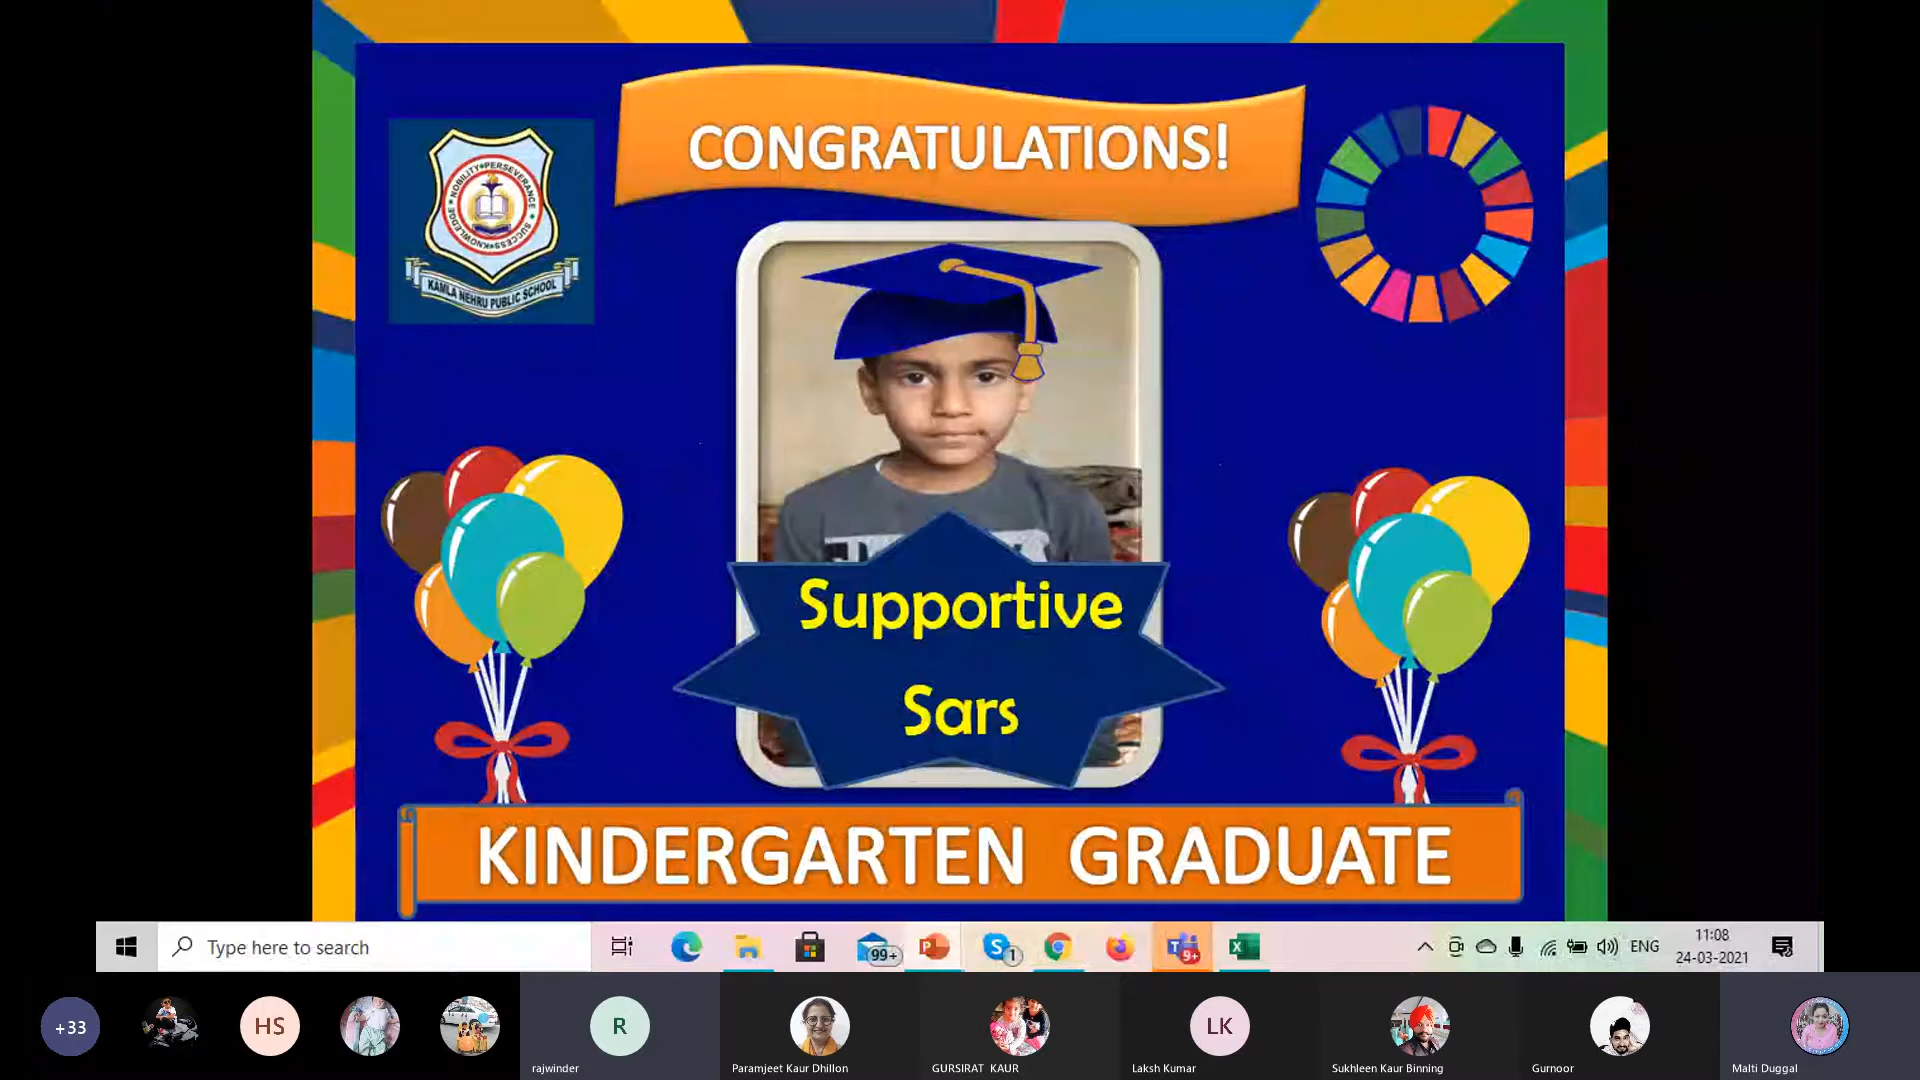 CONGRATULATIONS!
NOBILITY PERSEVERANCE SUCCESS KNOWLEDGE
KAMLA NEHRU PUBLIC SCHOOL
Supportive
Sars
KINDERGARTEN GRADUATE
Type here to search
99+
1
9+
ENG
11:08
24-03-2021
+33
HS
R
LK
rajwinder
Paramjeet Kaur Dhillon
GURSIRAT KAUR
Laksh Kumar
Sukhleen Kaur Binning
Gurnoor
Malti Duggal